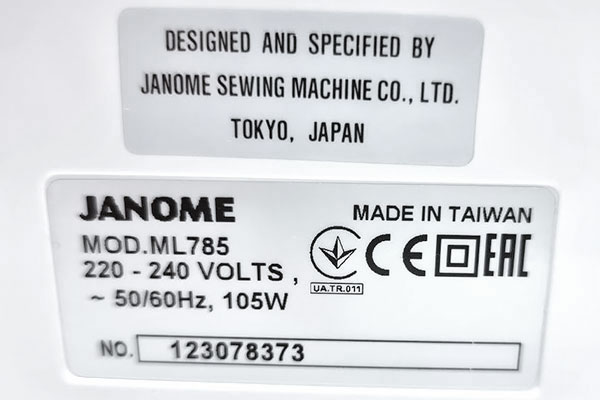 DESIGNED AND SPECIFIED BY
JANOME SEWING MACHINE CO., LTD.
TOKYO, JAPAN
JANOME
MADE IN TAIWAN
MOD.ML785
220 - 240 VOLTS ,
~ 50/60Hz, 105W
CE EAC
UA.TR.011
NO. 123078373